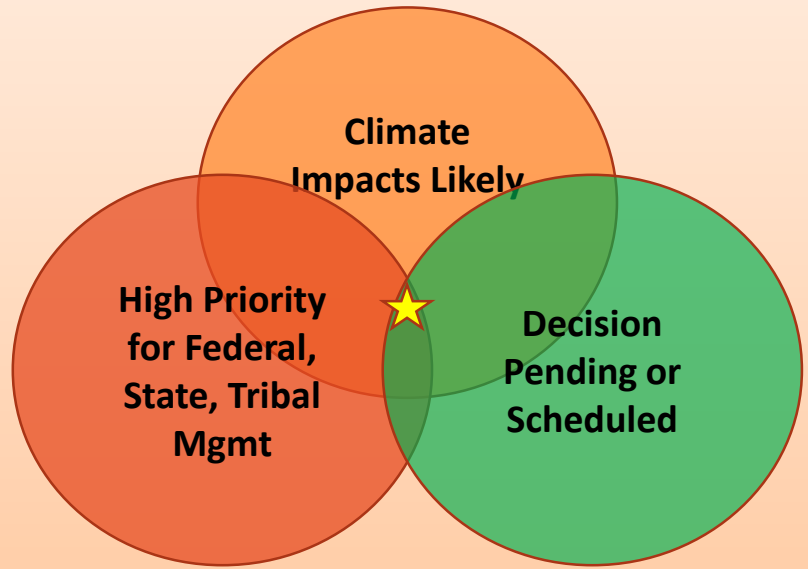 Climate
Impacts Likely
High Priority
for Federal,
State, Tribal
Mgmt
Decision
Pending or
Scheduled